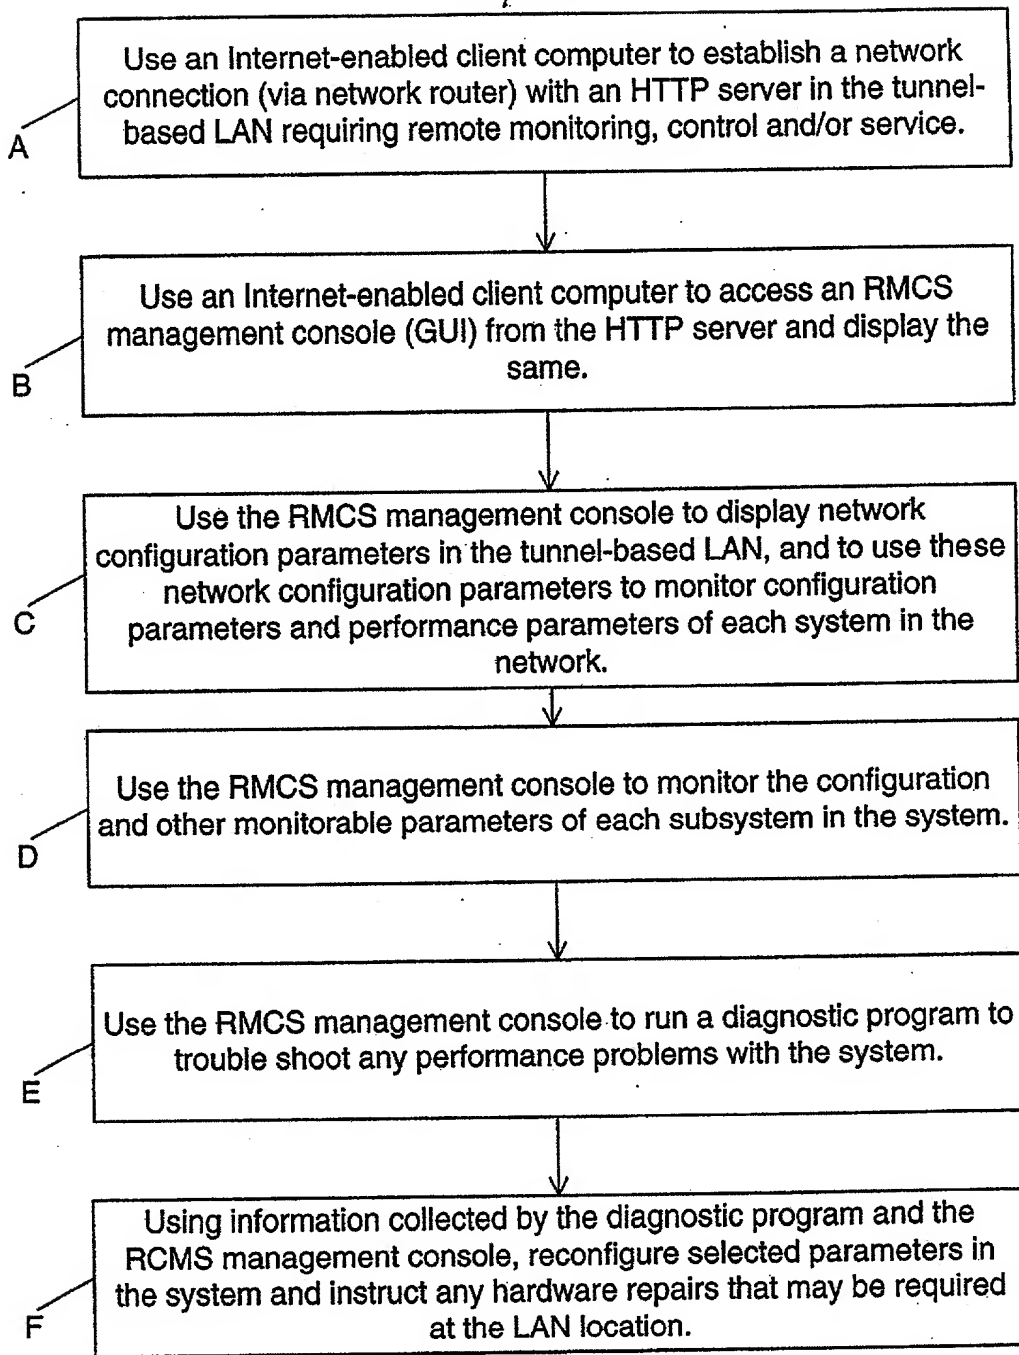 Use an Internet-enabled client computer to establish a network
connection (via network router) with an HTTP server in the tunnel-
based LAN requiring remote monitoring, control and/or service.
A
Use an Internet-enabled client computer to access an RMCS
management console (GUI) from the HTTP server and display the
same.
B
Use the RMCS management console to display network
configuration parameters in the tunnel-based LAN, and to use these
network configuration parameters to monitor configuration
parameters and performance parameters of each system in the
network.
C
Use the RMCS management console to monitor the configuration
and other monitorable parameters of each subsystem in the system.
D
Use the RMCS management console to run a diagnostic program to
trouble shoot any performance problems with the system.
E
Using information collected by the diagnostic program and the
RCMS management console, reconfigure selected parameters in
the system and instruct any hardware repairs that may be required
at the LAN location.
F